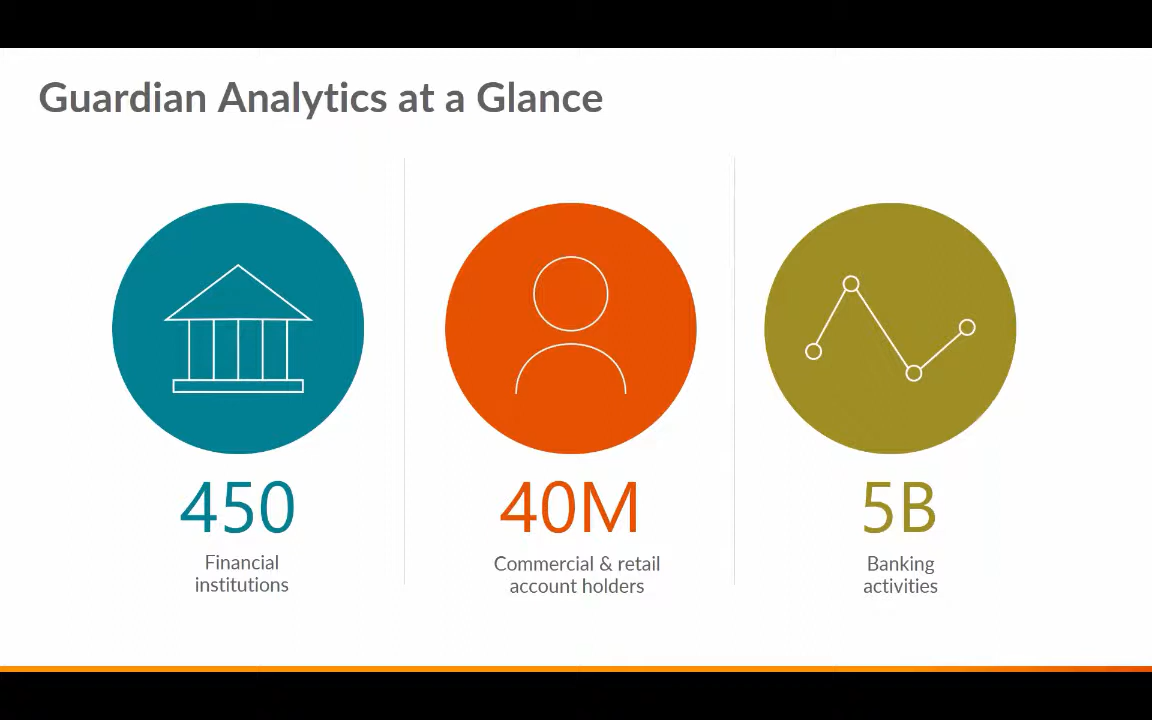 Guardian Analytics at a Glance
450
Financial
institutions
40M
Commercial & retail
account holders
5B
Banking
activities